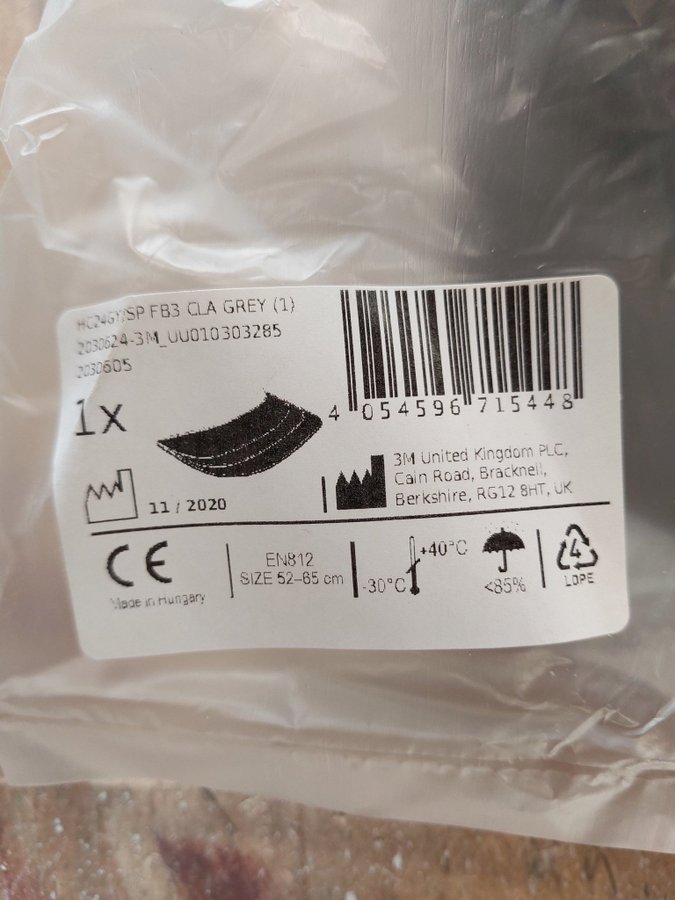 HC24GY/SP FB3 CLA GREY (1)
2030624-3M_UU010303285
2030605
1x
4 054596 715448
11 / 2020
3M United Kingdom PLC,
Cain Road, Bracknell,
Berkshire, RG12 8HT, UK
CE
Made in Hungary
EN812
SIZE 52-65 cm
+40°C
-30°C
<85%
4
LDPE